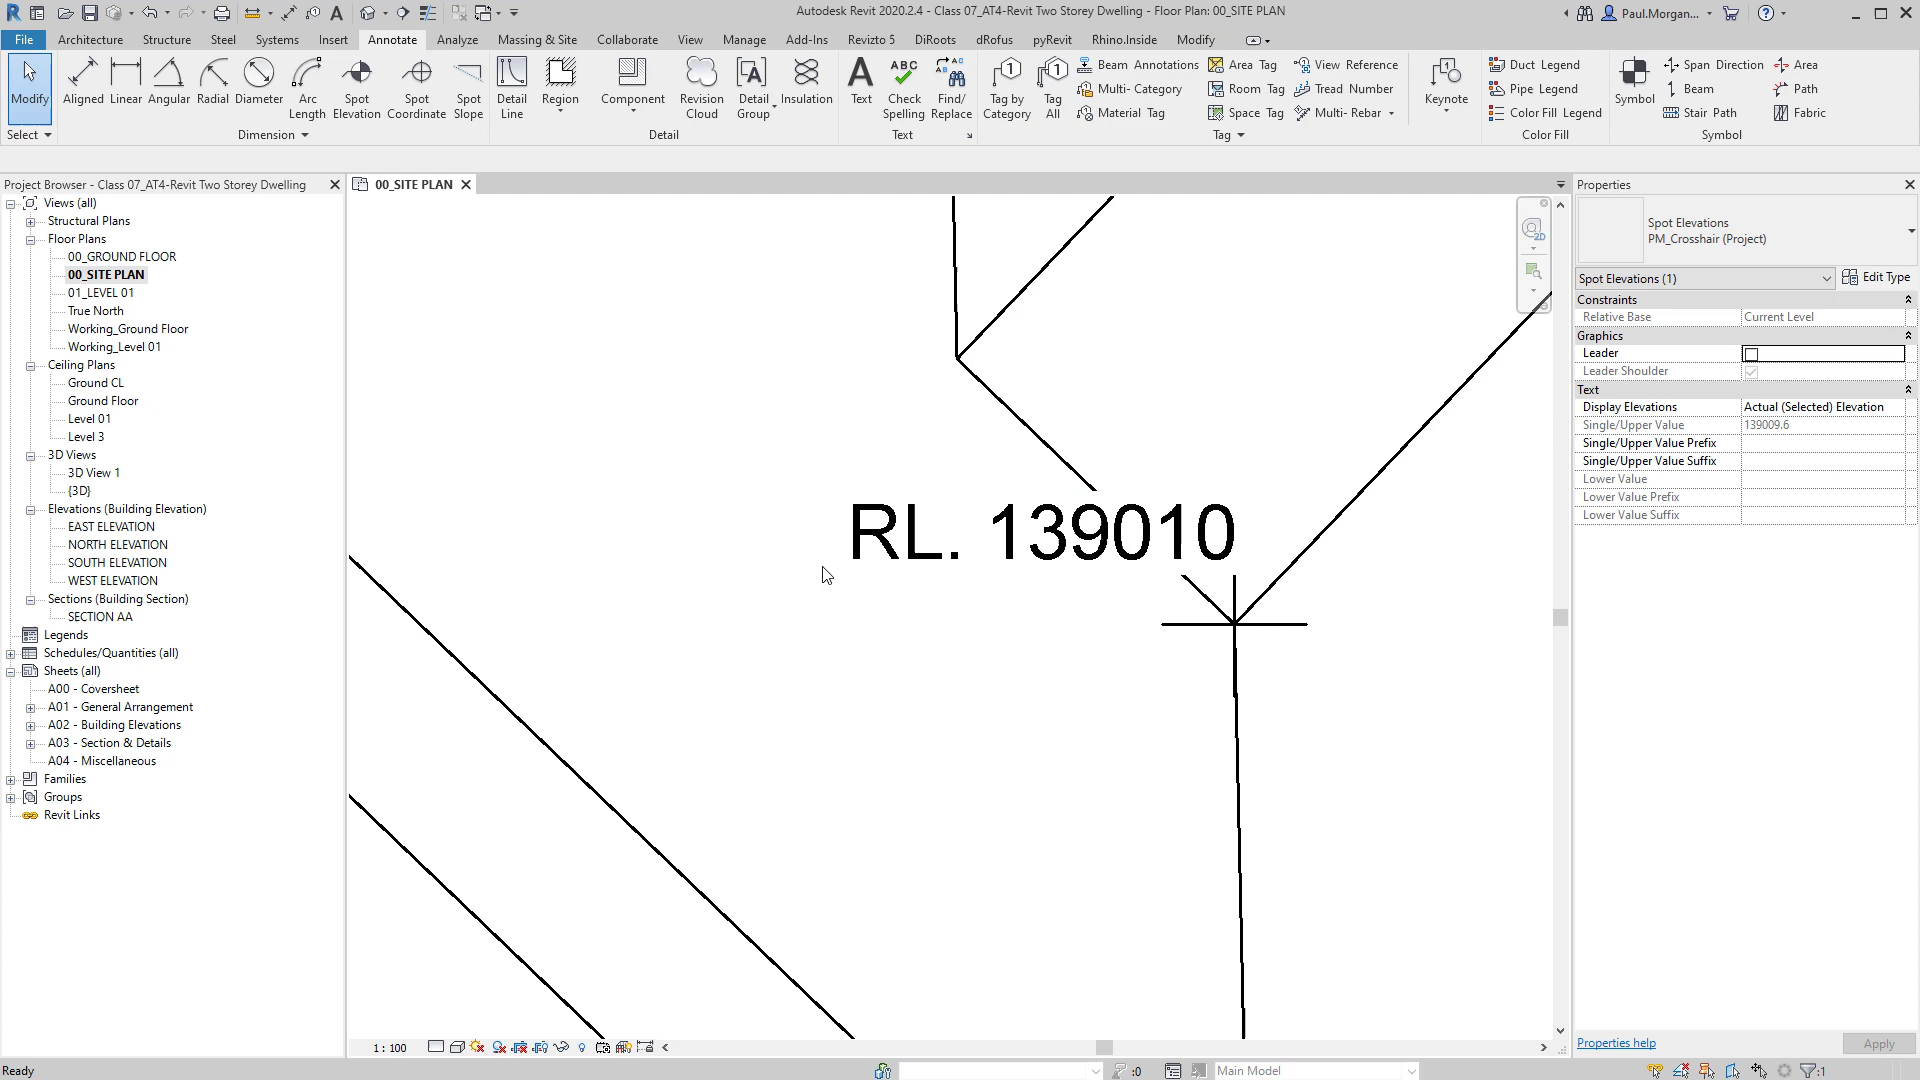 Autodesk Revit 2020.2.4 - Class 07_AT4-Revit Two Storey Dwelling - Floor Plan: 00_SITE PLAN
Paul.Morgan...
File Architecture Structure Steel Systems Insert Annotate Analyze Massing & Site Collaborate View Manage Add-Ins Revizto 5 DiRoots dRofus pyRevit Rhino.Inside Modify
Modify
Aligned Linear Angular Radial Diameter Arc Length Spot Elevation Spot Coordinate Spot Slope
Detail Line Region Component Revision Cloud Detail Group Insulation
Text Check Spelling Find/ Replace
Tag by Category Tag All
Beam Annotations Area Tag View Reference
Multi- Category Room Tag Tread Number
Material Tag Space Tag Multi- Rebar
Keynote
Duct Legend
Pipe Legend
Color Fill Legend
Symbol
Span Direction Area
Beam Path
Stair Path Fabric
Select Dimension Detail Text Tag Color Fill Symbol
Project Browser - Class 07_AT4-Revit Two Storey Dwelling
Views (all)
Structural Plans
Floor Plans
00_GROUND FLOOR
00_SITE PLAN
01_LEVEL 01
True North
Working_Ground Floor
Working_Level 01
Ceiling Plans
Ground CL
Ground Floor
Level 01
Level 3
3D Views
3D View 1
{3D}
Elevations (Building Elevation)
EAST ELEVATION
NORTH ELEVATION
SOUTH ELEVATION
WEST ELEVATION
Sections (Building Section)
SECTION AA
Legends
Schedules/Quantities (all)
Sheets (all)
A00 - Coversheet
A01 - General Arrangement
A02 - Building Elevations
A03 - Section & Details
A04 - Miscellaneous
Families
Groups
Revit Links
00_SITE PLAN
2D
RL. 139010
1 : 100
Properties
Spot Elevations
PM_Crosshair (Project)
Spot Elevations (1)
Edit Type
Constraints
Relative Base Current Level
Graphics
Leader
Leader Shoulder
Text
Display Elevations Actual (Selected) Elevation
Single/Upper Value 139009.6
Single/Upper Value Prefix
Single/Upper Value Suffix
Lower Value
Lower Value Prefix
Lower Value Suffix
Properties help
Apply
Ready
:0
Main Model
:1